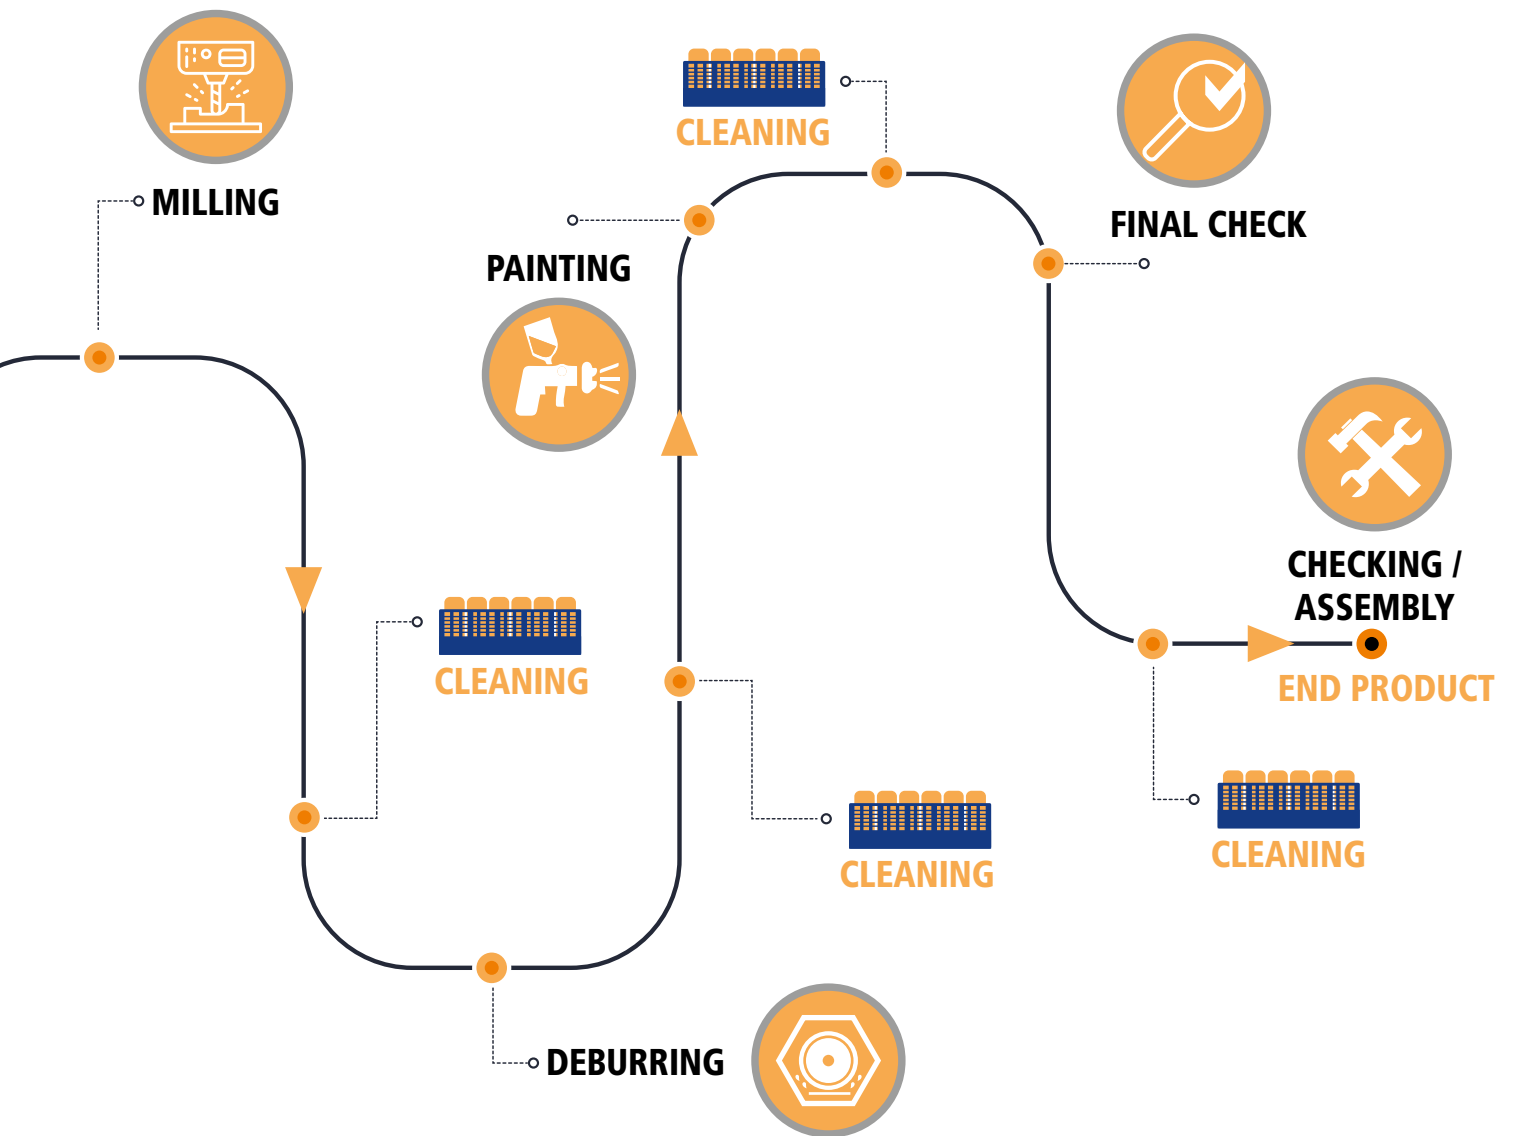 MILLING
CLEANING
DEBURRING
CLEANING
PAINTING
CLEANING
FINAL CHECK
CLEANING
CHECKING /
ASSEMBLY
END PRODUCT